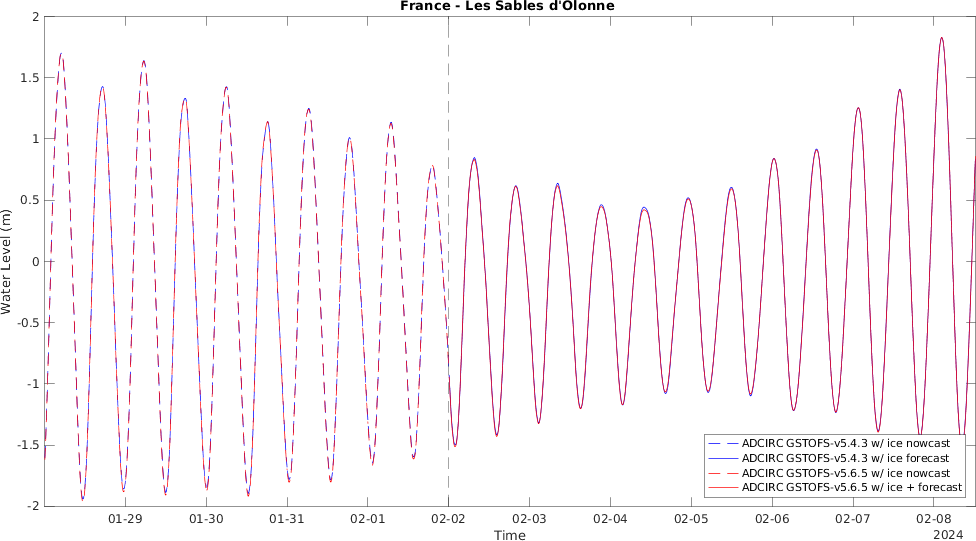 France - Les Sables d'Olonne
2
1.5
1
0.5
0
-0.5
-1
-1.5
-2
Water Level (m)
01-29 01-30 01-31 02-01 02-02 02-03 02-04 02-05 02-06 02-07 02-08
Time
2024
ADCIRC GSTOFS-v5.4.3 w/ ice nowcast
ADCIRC GSTOFS-v5.4.3 w/ ice forecast
ADCIRC GSTOFS-v5.6.5 w/ ice nowcast
ADCIRC GSTOFS-v5.6.5 w/ ice + forecast